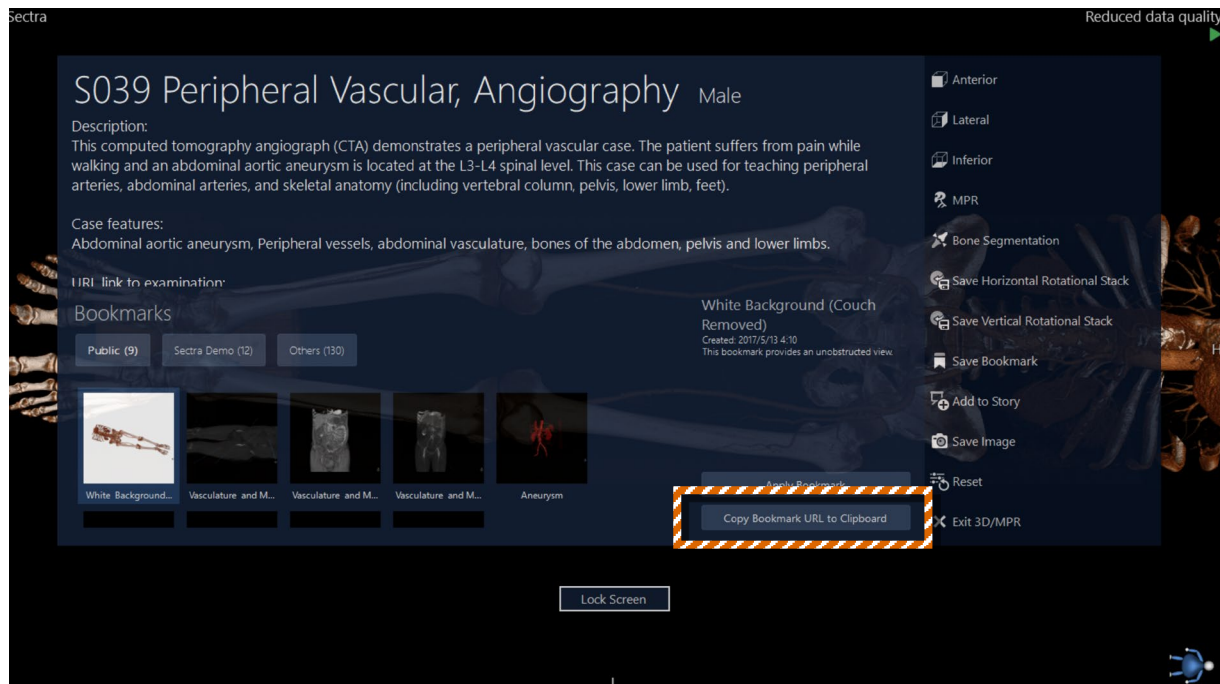 Sectra
Reduced data quality
S039 Peripheral Vascular, Angiography Male
Description:
This computed tomography angiograph (CTA) demonstrates a peripheral vascular case. The patient suffers from pain while
walking and an abdominal aortic aneurysm is located at the L3-L4 spinal level. This case can be used for teaching peripheral
arteries, abdominal arteries, and skeletal anatomy (including vertebral column, pelvis, lower limb, feet).
Case features:
Abdominal aortic aneurysm, Peripheral vessels, abdominal vasculature, bones of the abdomen, pelvis and lower limbs.
URL link to examination:
Bookmarks
Public (9)
Sectra Demo (12)
Others (130)
White Background (Couch
Removed)
Created: 2017/5/13 4:10
This bookmark provides an unobstructed view.
White Background...
Vasculature and M...
Vasculature and M...
Vasculature and M...
Aneurysm
Apply Bookmark
Copy Bookmark URL to Clipboard
Anterior
Lateral
Inferior
MPR
Bone Segmentation
Save Horizontal Rotational Stack
Save Vertical Rotational Stack
Save Bookmark
Add to Story
Save Image
Reset
Exit 3D/MPR
H
Lock Screen